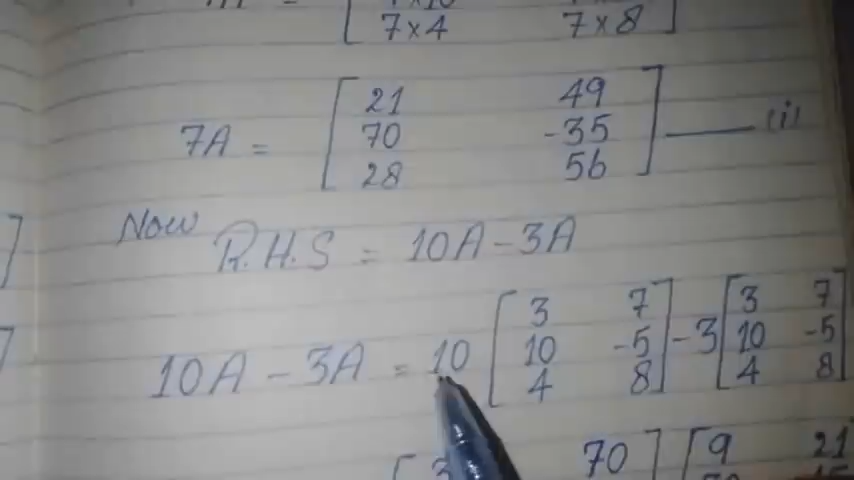 7×4 7×8
21 49
7A = 70 -35 (i)
28 56
Now
R.H.S = 10A - 3A
3 7 3 7
10A - 3A = 10 10 -5 -3 10 -5
4 8 4 8
70 9 21